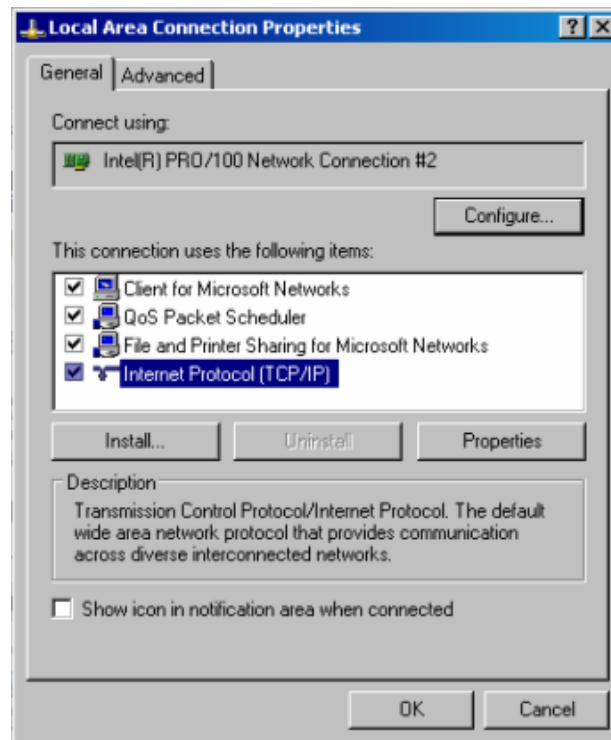 Local Area Connection Properties
General Advanced
Connect using:
Intel(R) PRO/100 Network Connection #2
Configure...
This connection uses the following items:
Client for Microsoft Networks
QoS Packet Scheduler
File and Printer Sharing for Microsoft Networks
Internet Protocol (TCP/IP)
Install... Uninstall Properties
Description
Transmission Control Protocol/Internet Protocol. The default
wide area network protocol that provides communication
across diverse interconnected networks.
Show icon in notification area when connected
OK Cancel